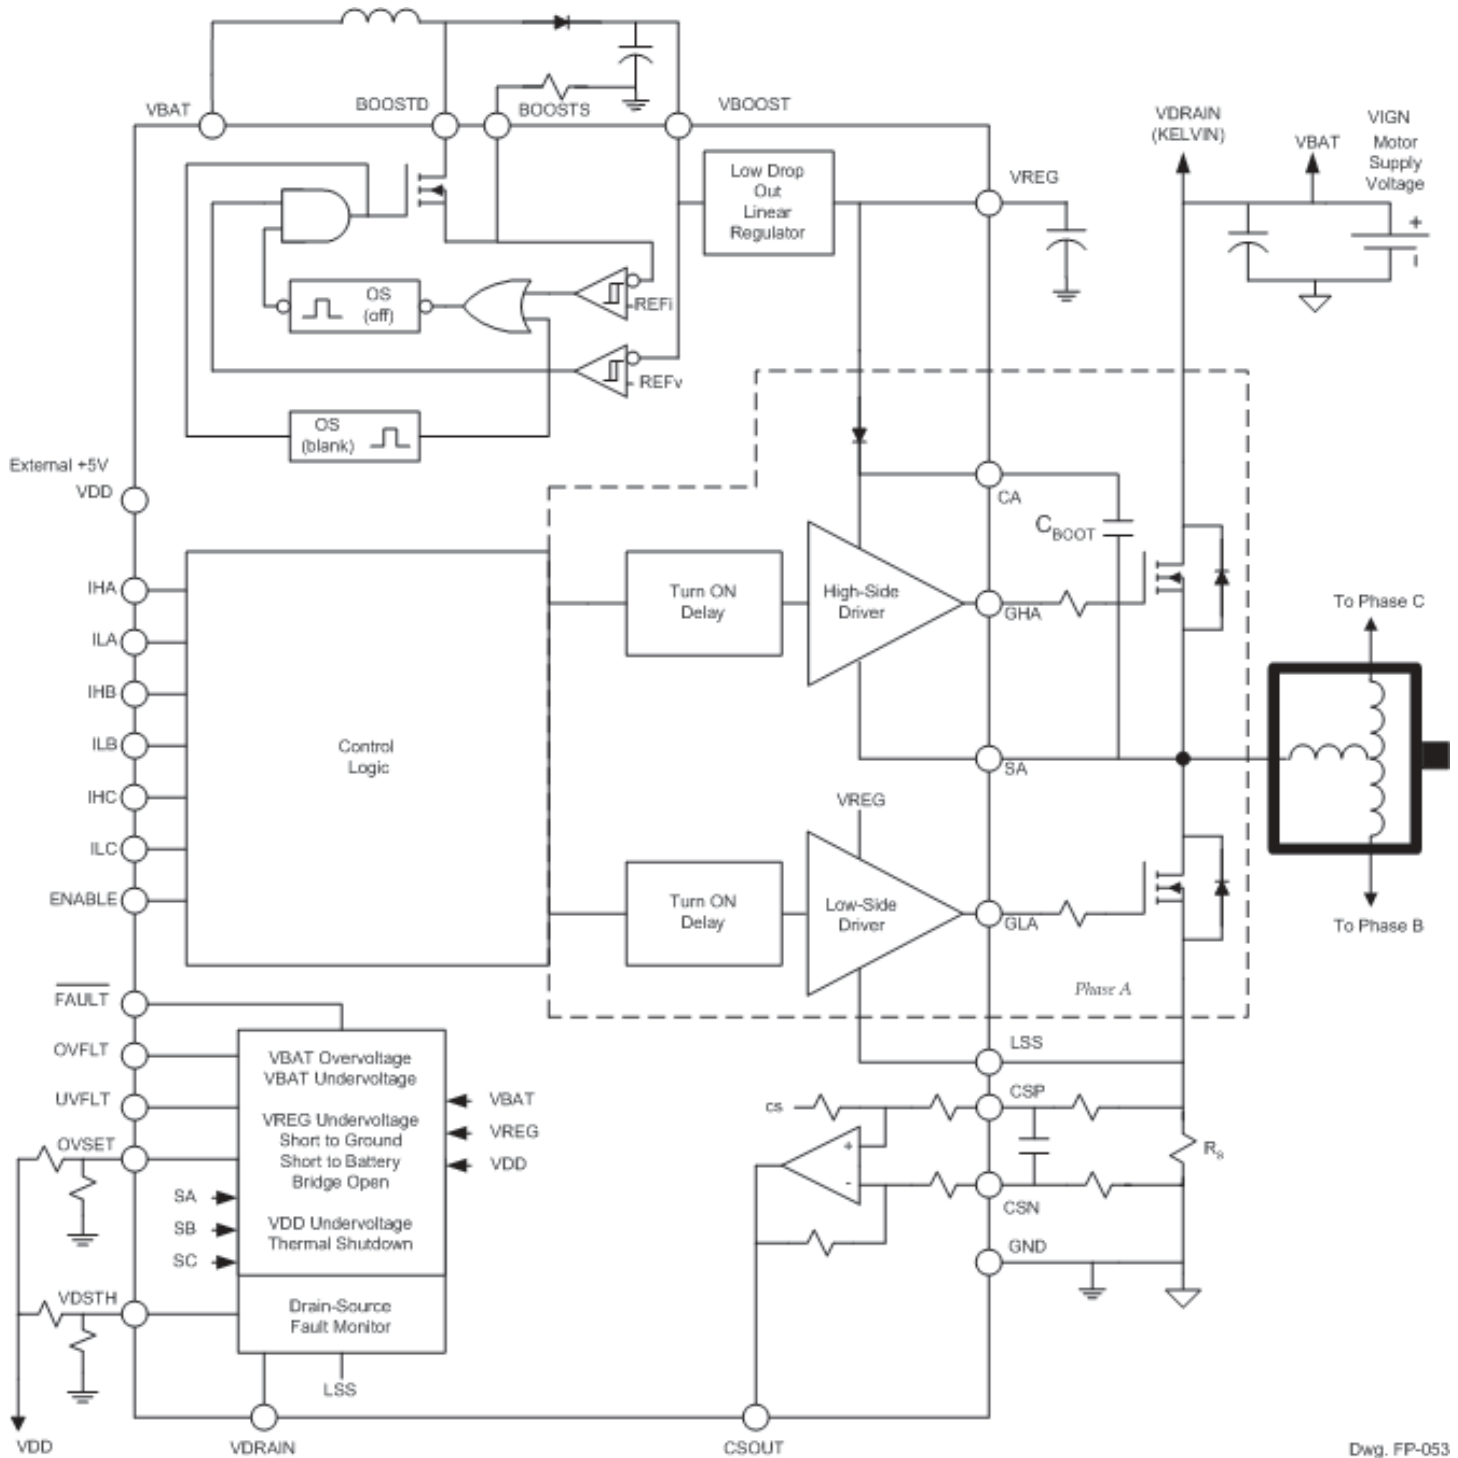 VBAT
BOOSTD
BOOSTS
VBOOST
VDRAIN
(KELVIN)
VBAT
VIGN
Motor
Supply
Voltage
+
-
Low Drop
Out
Linear
Regulator
VREG
OS
(off)
REFi
REFv
OS
(blank)
External +5V
VDD
CA
CBOOT
IHA
ILA
IHB
ILB
IHC
ILC
ENABLE
Control
Logic
Turn ON
Delay
High-Side
Driver
GHA
SA
VREG
Turn ON
Delay
Low-Side
Driver
GLA
Phase A
To Phase C
To Phase B
FAULT
OVFLT
UVFLT
OVSET
VBAT Overvoltage
VBAT Undervoltage
VREG Undervoltage
Short to Ground
Short to Battery
Bridge Open
VDD Undervoltage
Thermal Shutdown
VBAT
VREG
VDD
SA
SB
SC
VDSTH
Drain-Source
Fault Monitor
LSS
LSS
CSP
cs
+
-
Rs
CSN
GND
VDD
VDRAIN
CSOUT
Dwg. FP-053